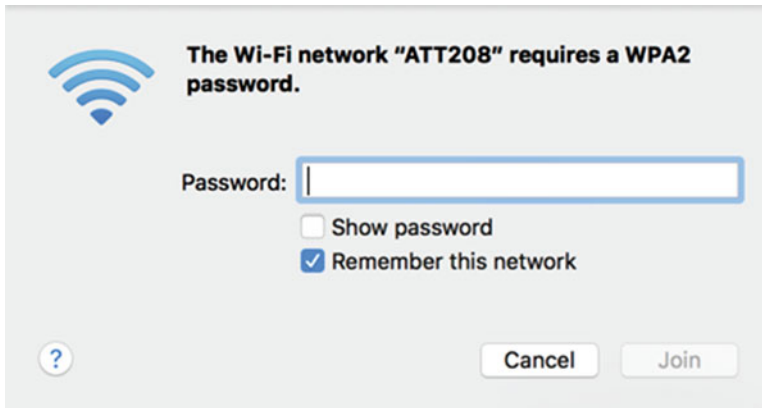 The Wi-Fi network “ATT208” requires a WPA2
password.
Password:
Show password
Remember this network
?
Cancel
Join